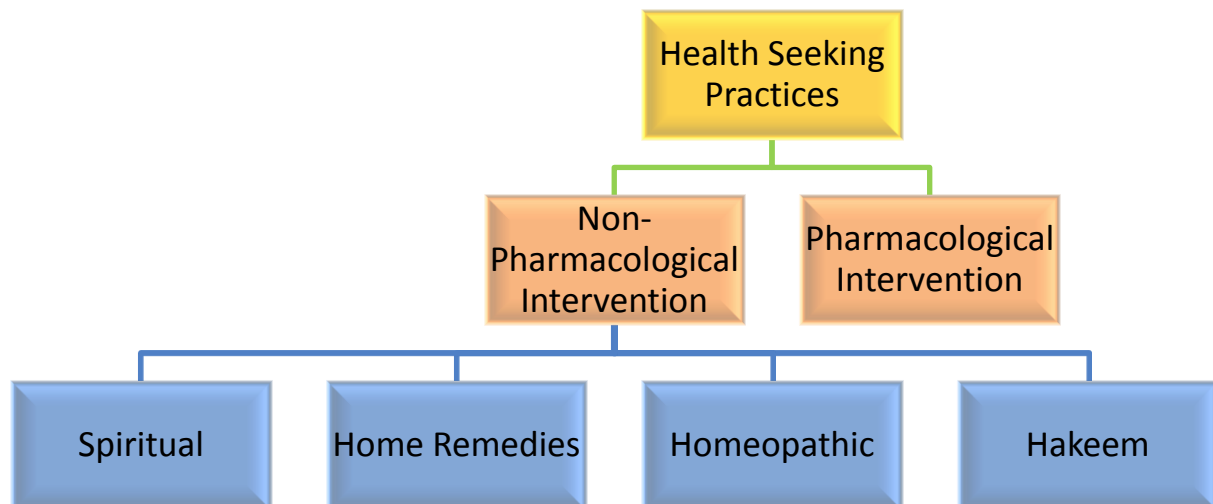 Health Seeking
Practices
Non-
Pharmacological
Intervention
Pharmacological
Intervention
Spiritual
Home Remedies
Homeopathic
Hakeem